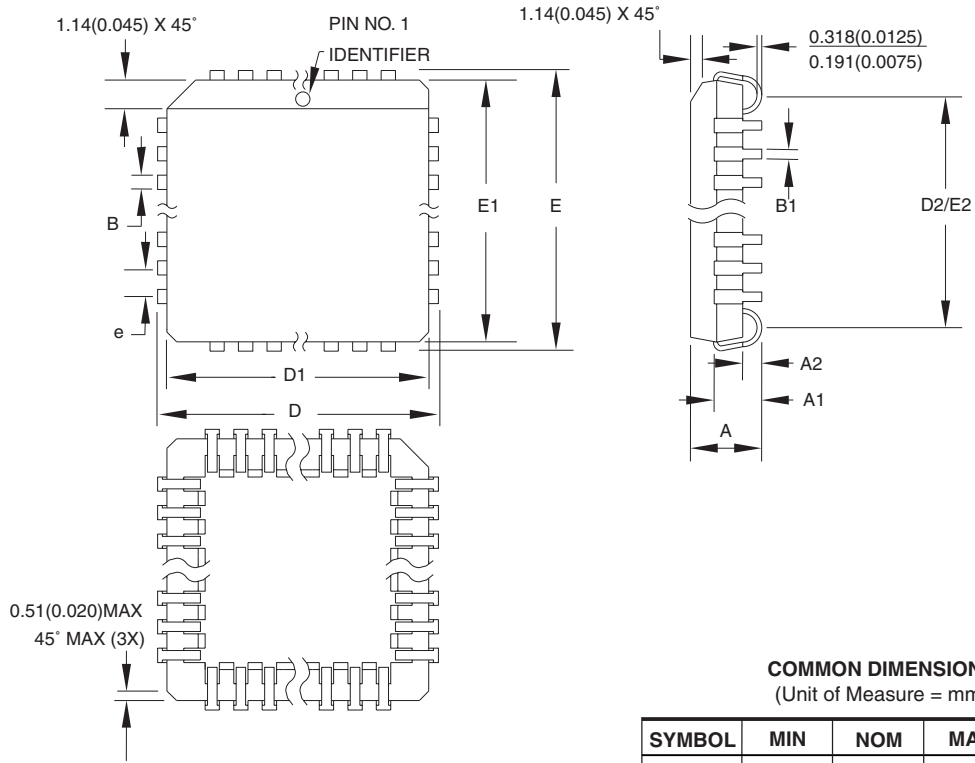 1.14(0.045) X 45˚
PIN NO. 1
IDENTIFIER
1.14(0.045) X 45˚
0.318(0.0125)
0.191(0.0075)
B
e
E1
E
B1
D2/E2
A2
A1
A
D1
D
0.51(0.020)MAX
45˚ MAX (3X)
COMMON
(Unit of Measure = mm
SYMBOL MIN NOM